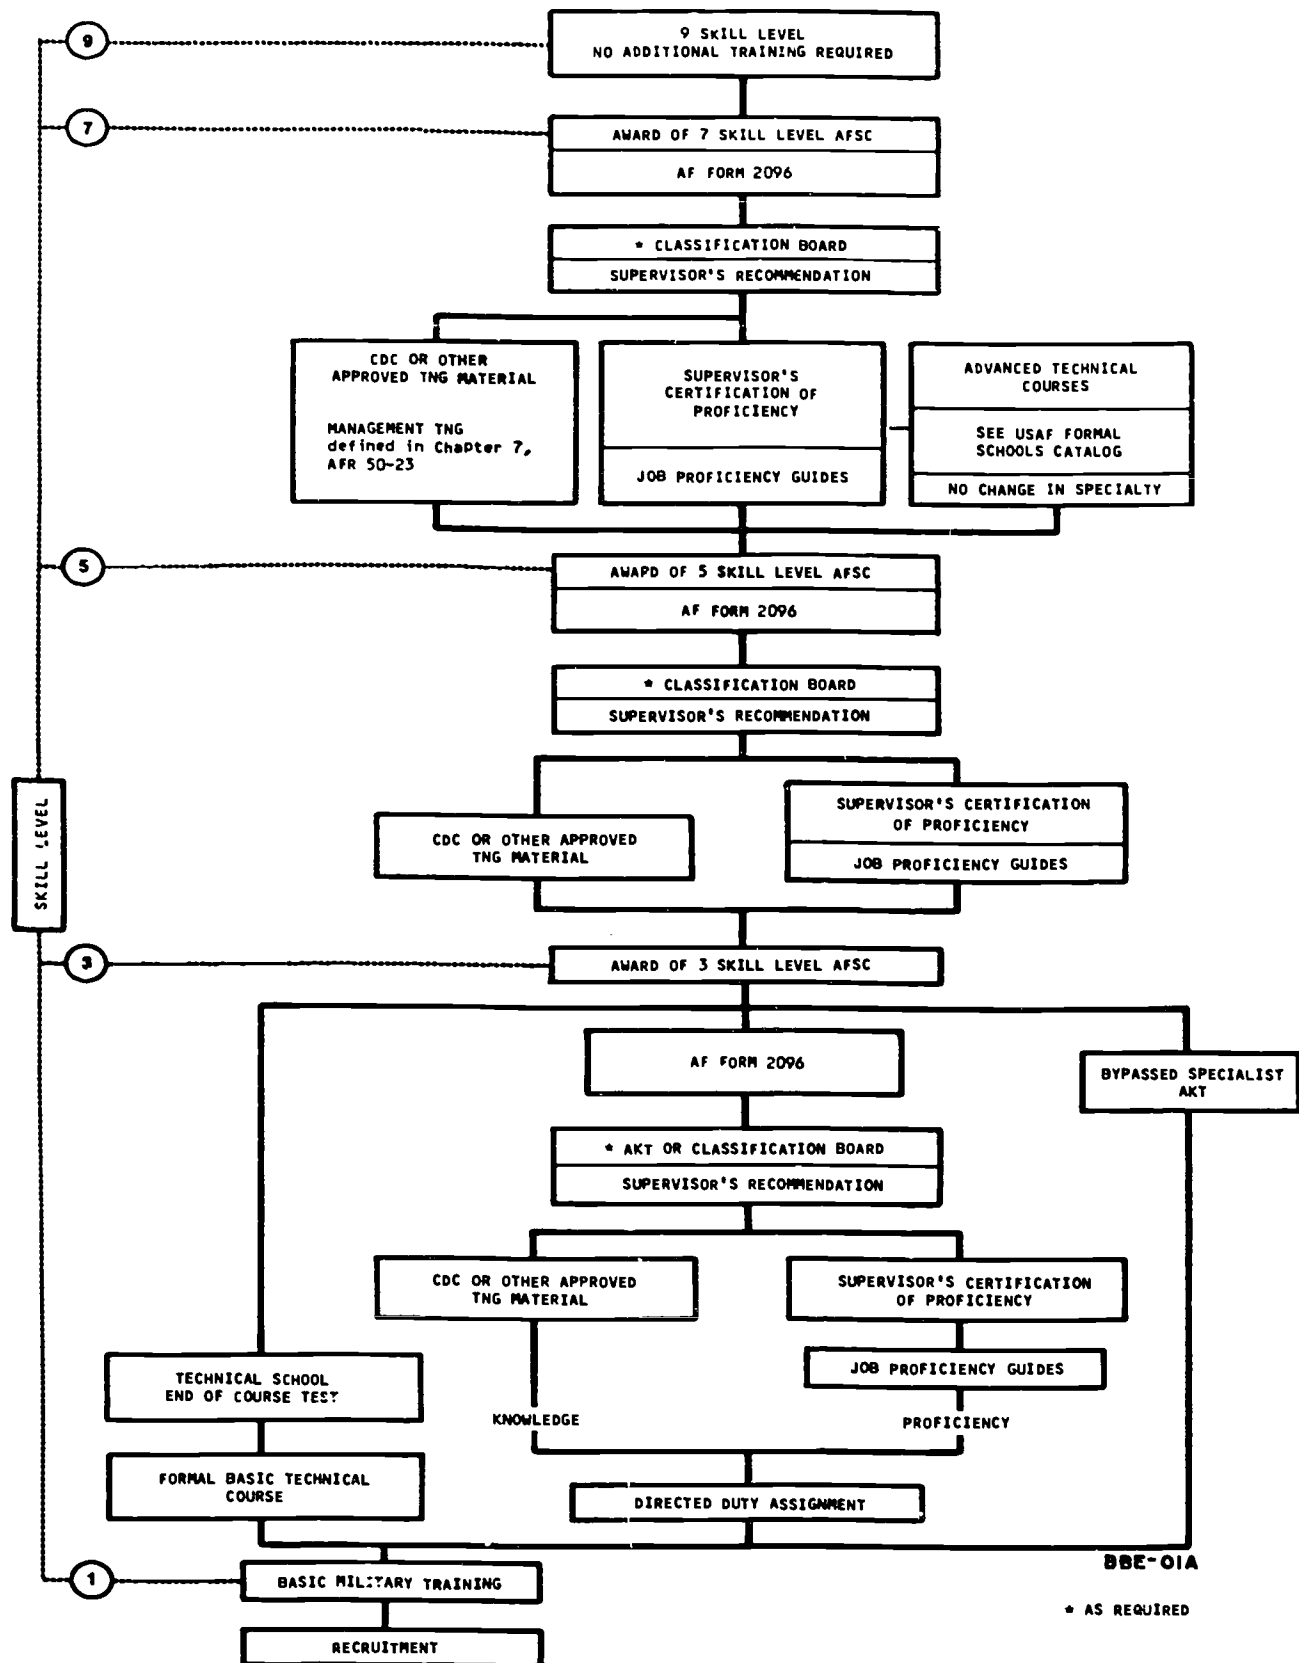 9
9 SKILL LEVEL
NO ADDITIONAL TRAINING REQUIRED
7
AWARD OF 7 SKILL LEVEL AFSC
AF FORM 2096
* CLASSIFICATION BOARD
SUPERVISOR'S RECOMMENDATION
CDC OR OTHER
APPROVED TNG MATERIAL
MANAGEMENT TNG
defined in Chapter 7,
AFR 50-23
SUPERVISOR'S
CERTIFICATION OF
PROFICIENCY
JOB PROFICIENCY GUIDES
ADVANCED TECHNICAL
COURSES
SEE USAF FORMAL
SCHOOLS CATALOG
NO CHANGE IN SPECIALTY
5
AWARD OF 5 SKILL LEVEL AFSC
AF FORM 2096
* CLASSIFICATION BOARD
SUPERVISOR'S RECOMMENDATION
SKILL LEVEL
CDC OR OTHER APPROVED
TNG MATERIAL
SUPERVISOR'S CERTIFICATION
OF PROFICIENCY
JOB PROFICIENCY GUIDES
3
AWARD OF 3 SKILL LEVEL AFSC
AF FORM 2096
BYPASSED SPECIALIST
AKT
* AKT OR CLASSIFICATION BOARD
SUPERVISOR'S RECOMMENDATION
CDC OR OTHER APPROVED
TNG MATERIAL
SUPERVISOR'S CERTIFICATION
OF PROFICIENCY
JOB PROFICIENCY GUIDES
TECHNICAL SCHOOL
END OF COURSE TEST
KNOWLEDGE
PROFICIENCY
FORMAL BASIC TECHNICAL
COURSE
DIRECTED DUTY ASSIGNMENT
BBE-01A
1
BASIC MILITARY TRAINING
* AS REQUIRED
RECRUITMENT